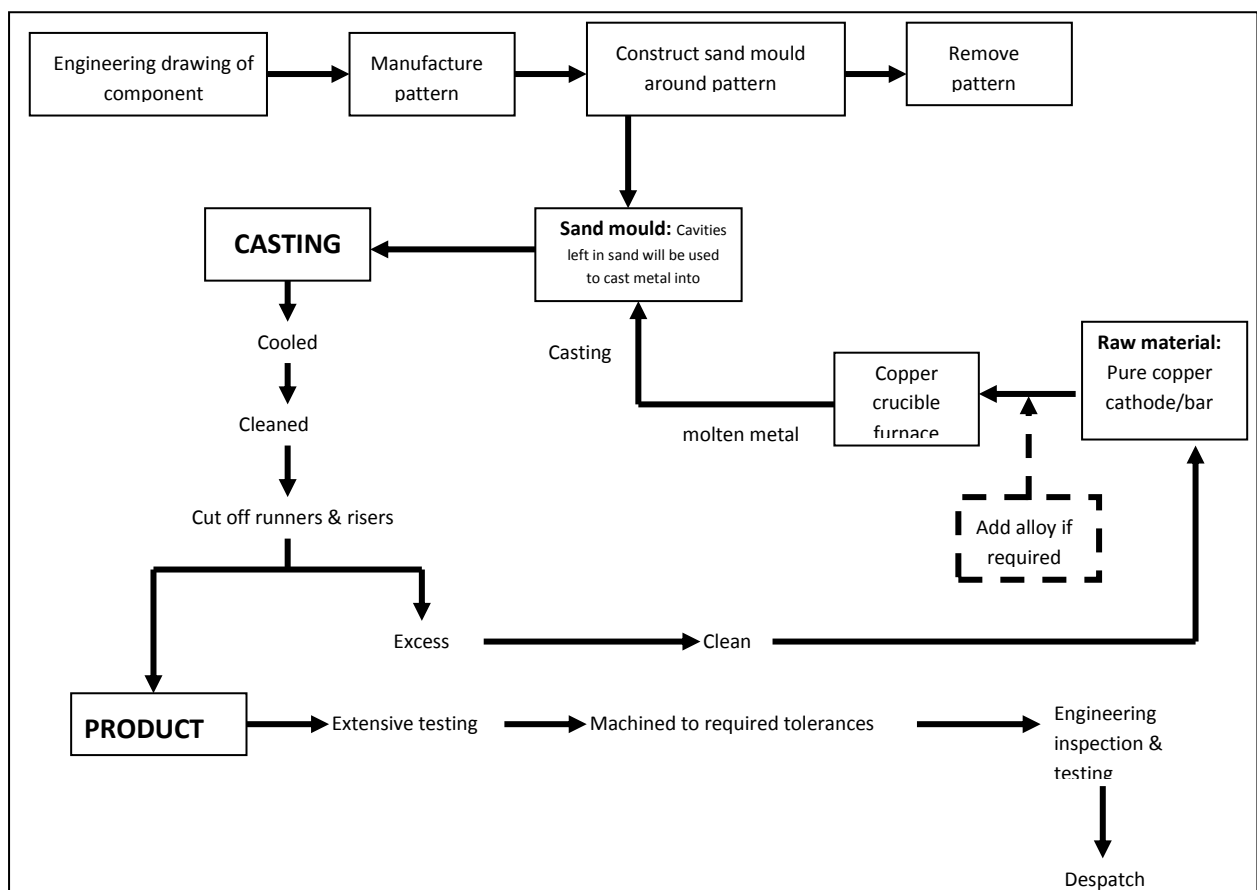 Engineering drawing of
component
Manufacture
pattern
Construct sand mould
around pattern
Remove
pattern
CASTING
Sand mould: Cavities
left in sand will be used
to cast metal into
Cooled
Casting
Copper
crucible
furnace
Raw material:
Pure copper
cathode/bar
molten metal
Cleaned
Cut off runners & risers
Add alloy if
required
Excess
Clean
PRODUCT
Extensive testing
Machined to required tolerances
Engineering
inspection &
testing
Despatch